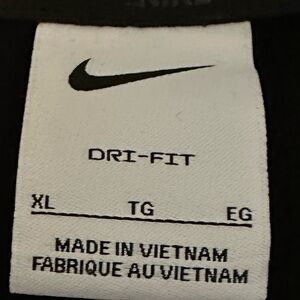 DRI-FIT
XL TG EG
MADE IN VIETNAM
FABRIQUE AU VIETNAM